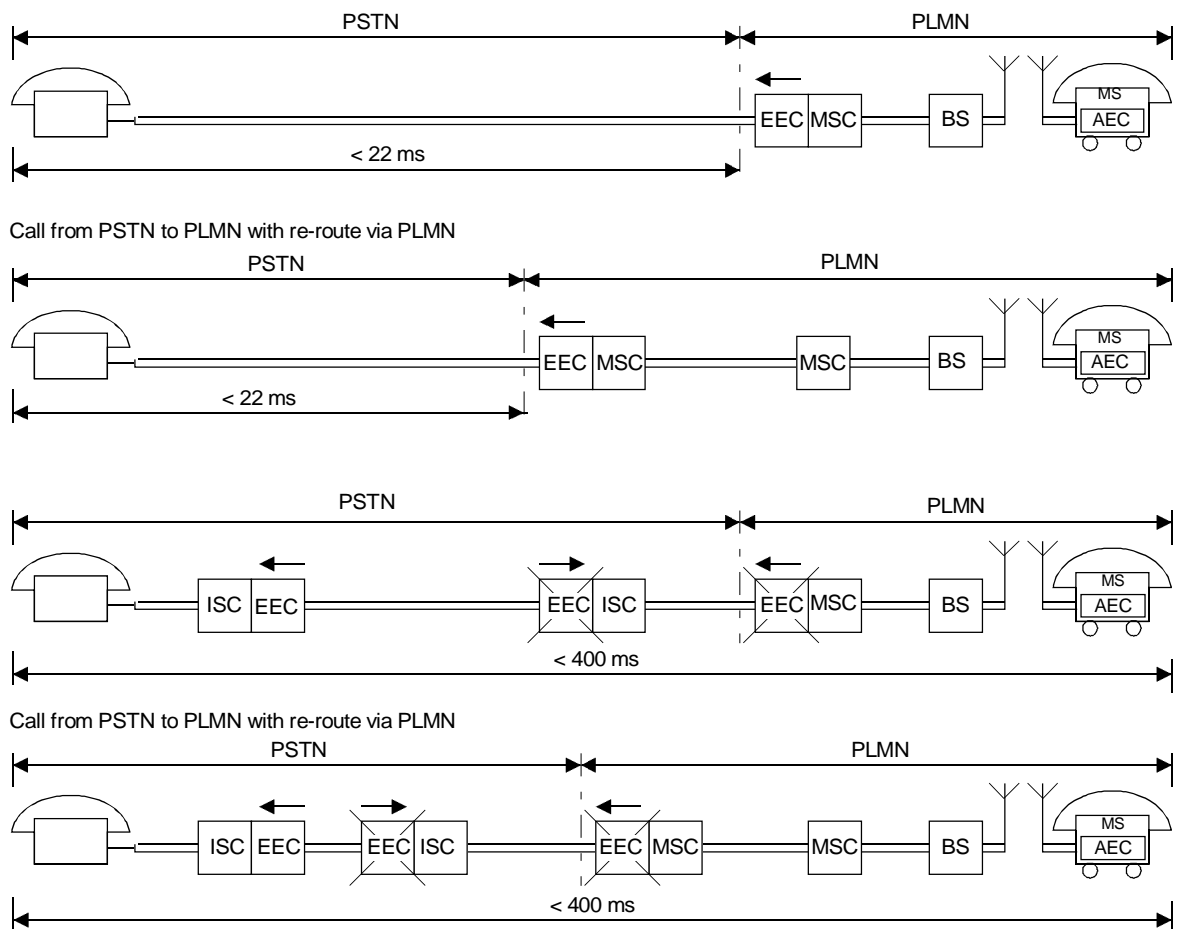 PSTN PLMN
EEC MSC BS MS AEC
< 22 ms
Call from PSTN to PLMN with re-route via PLMN
PSTN PLMN
EEC MSC MSC BS MS AEC
< 22 ms
PSTN PLMN
ISC EEC EEC ISC EEC MSC BS MS AEC
< 400 ms
Call from PSTN to PLMN with re-route via PLMN
PSTN PLMN
ISC EEC EEC ISC EEC MSC MSC BS MS AEC
< 400 ms